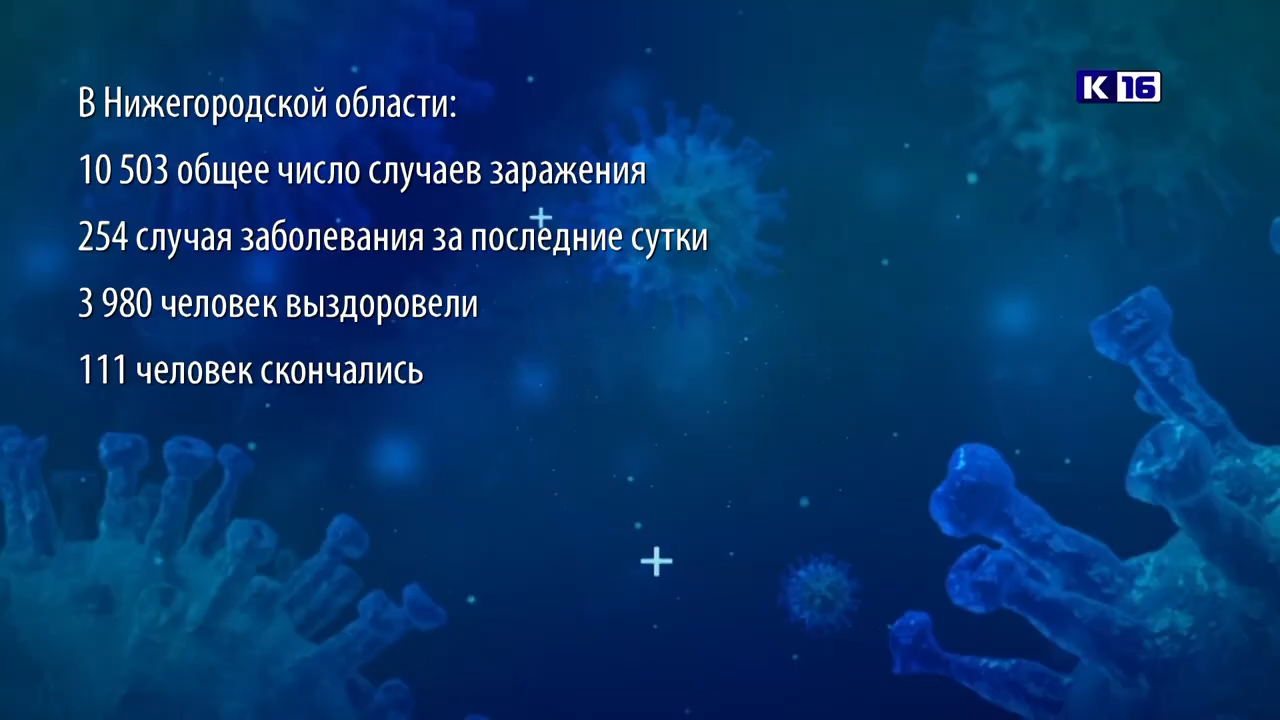 В Нижегородской области:
К 16
10 503 общее число случаев заражения
254 случая заболевания за последние сутки
3 980 человек выздоровели
111 человек скончались